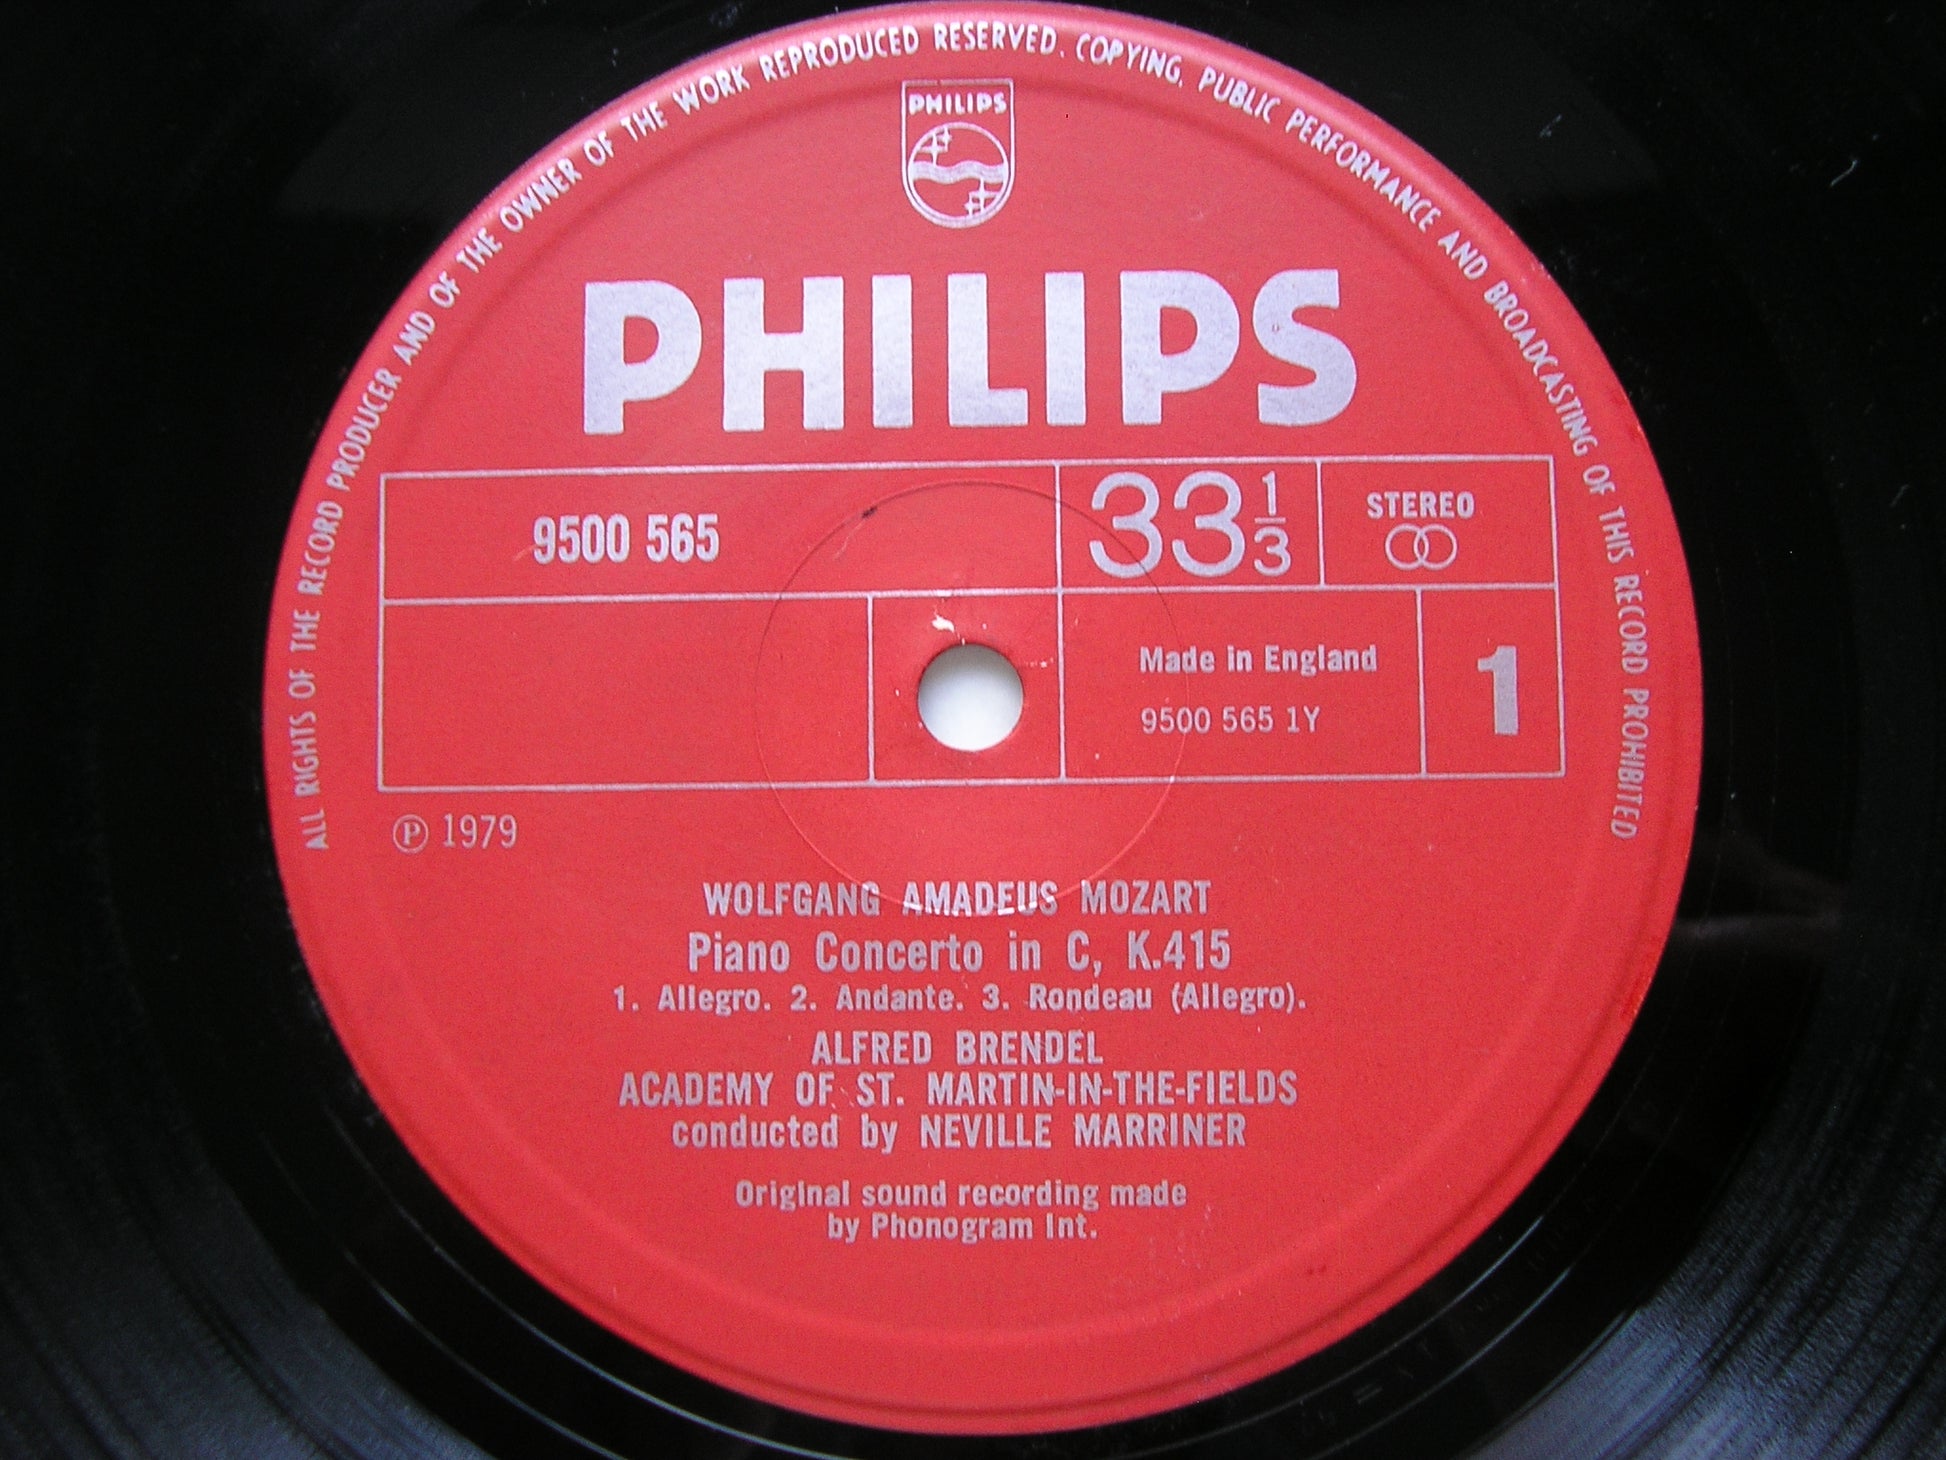 ALL RIGHTS OF THE RECORD PRODUCER AND OF THE OWNER OF THE WORK REPRODUCED RESERVED. COPYING, PUBLIC PERFORMANCE AND BROADCASTING OF THIS RECORD PROHIBITED
PHILIPS
PHILIPS
9500 565
33 1/3
STEREO
Made in England
9500 565 1Y
1
Ⓟ 1979
WOLFGANG AMADEUS MOZART
Piano Concerto in C, K.415
1. Allegro. 2. Andante. 3. Rondeau (Allegro).
ALFRED BRENDEL
ACADEMY OF ST. MARTIN-IN-THE-FIELDS
conducted by NEVILLE MARRINER
Original sound recording made
by Phonogram Int.